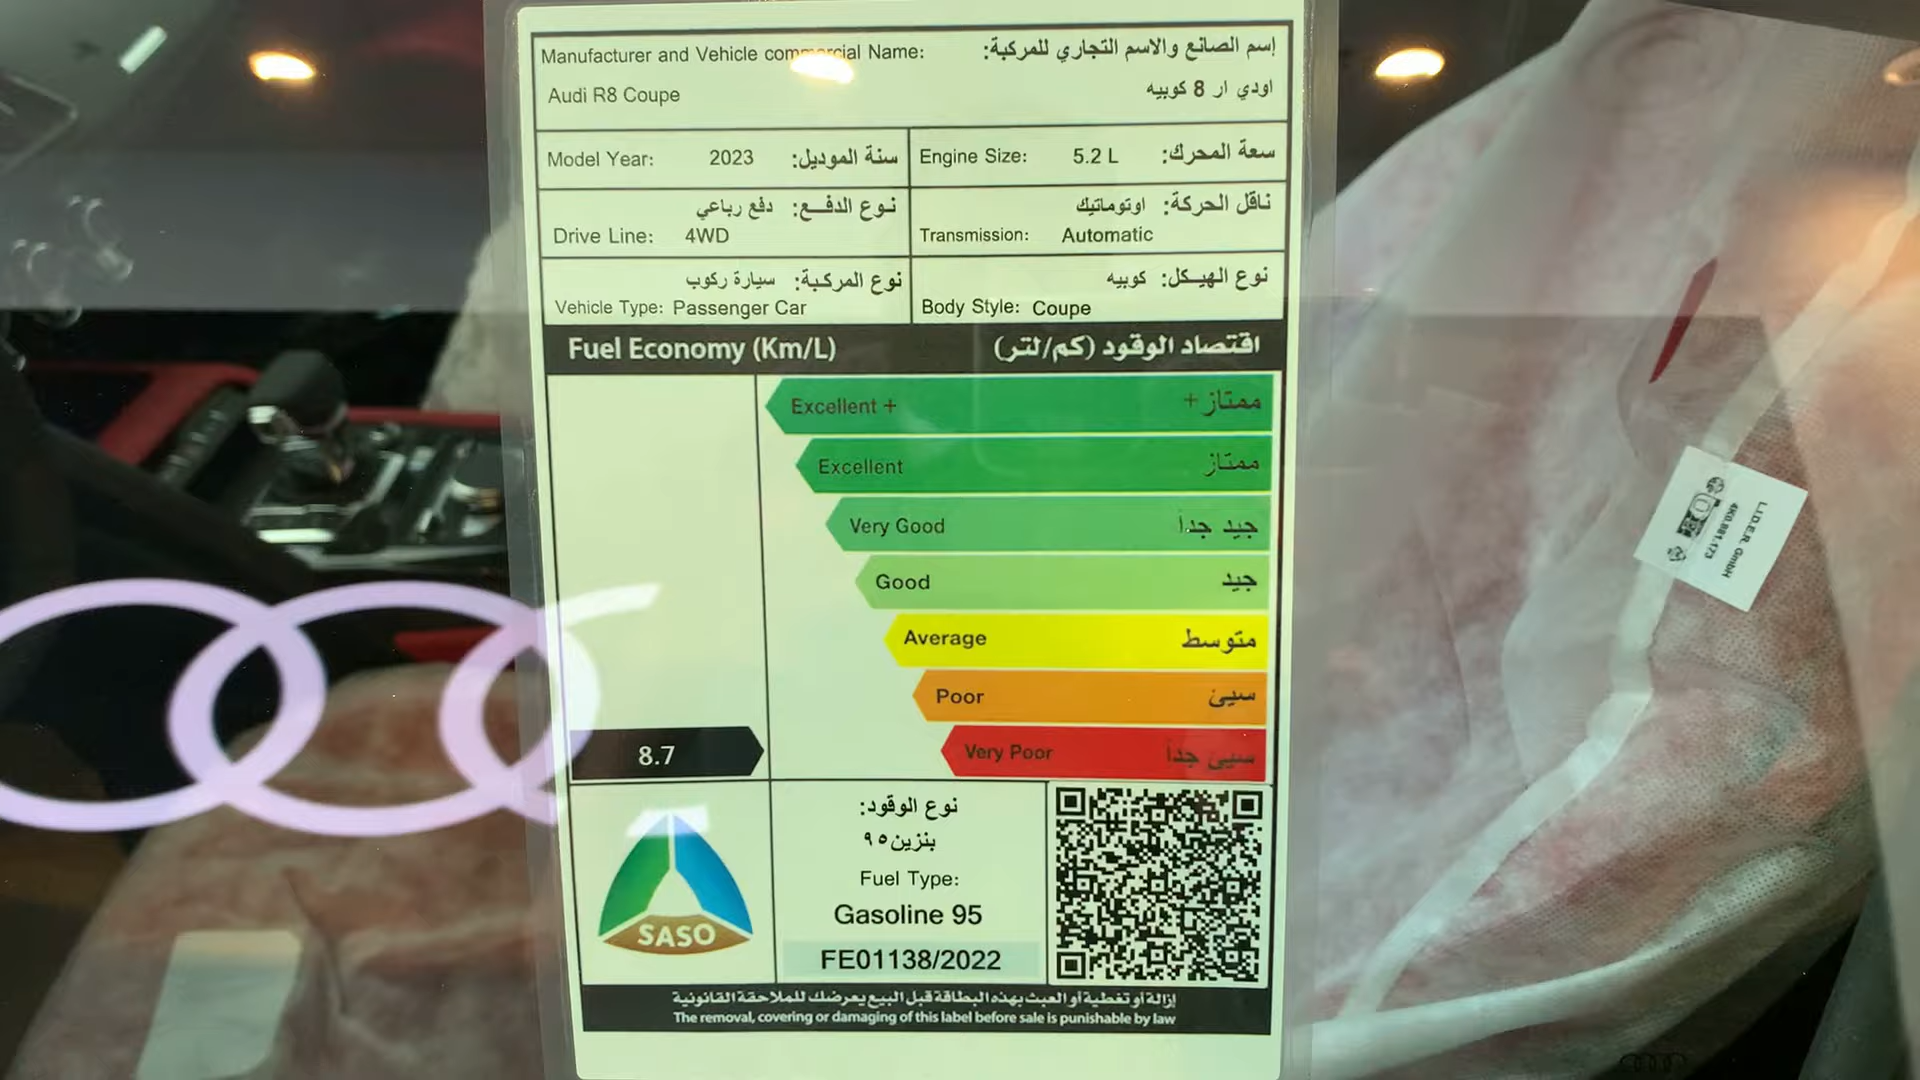 Manufacturer and Vehicle commercial Name:
إسم الصانع والاسم التجاري للمركبة:
Audi R8 Coupe
اودي ار 8 كوبيه
Model Year: 2023 سنة الموديل:
Engine Size: 5.2 L سعة المحرك:
نـوع الدفــع: دفع رباعي
Drive Line: 4WD
ناقل الحركة: اوتوماتيك
Transmission: Automatic
نوع المركـبة: سيارة ركوب
Vehicle Type: Passenger Car
نوع الهيـكل: كوبيه
Body Style: Coupe
Fuel Economy (Km/L)
اقتصاد الوقود (كم/لتر)
Excellent + ممتاز +
Excellent ممتاز
Very Good جيد جداً
Good جيد
Average متوسط
Poor سيئ
8.7
Very Poor سيئ جداً
SASO
نوع الوقود:
بنزين ٩٥
Fuel Type:
Gasoline 95
FE01138/2022
إزالة أو تغطية أو العبث بهذه البطاقة قبل البيع يعرضك للملاحقة القانونية
The removal, covering or damaging of this label before sale is punishable by law
L.I.D.E.R. GmbH
4K0.881.173